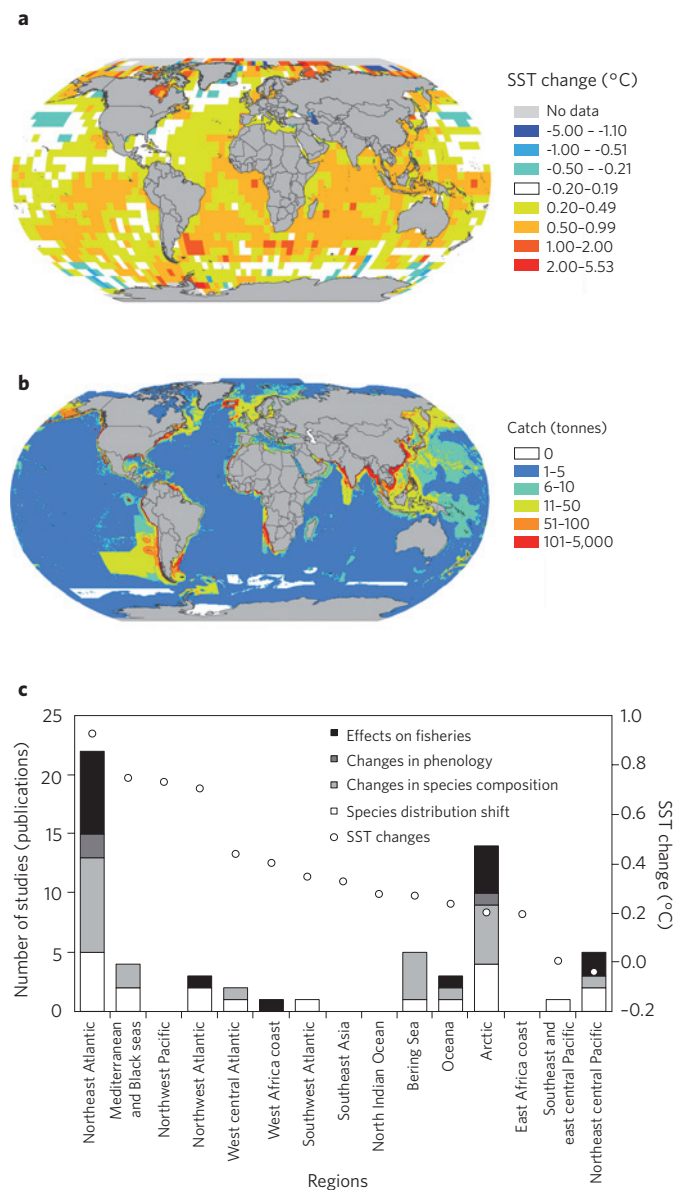 a
SST change (°C)
No data
-5.00 – -1.10
-1.00 – -0.51
-0.50 – -0.21
-0.20–0.19
0.20–0.49
0.50–0.99
1.00–2.00
2.00–5.53
b
Catch (tonnes)
0
1–5
6–10
11–50
51–100
101–5,000
c
25
20
15
10
5
0
Number of studies (publications)
Effects on fisheries
Changes in phenology
Changes in species composition
Species distribution shift
SST changes
1.0
0.8
0.6
0.4
0.2
–0.0
–0.2
SST change (°C)
Northeast Atlantic
Mediterranean
and Black seas
Northwest Pacific
Northwest Atlantic
West central Atlantic
West Africa coast
Southwest Atlantic
Southeast Asia
North Indian Ocean
Bering Sea
Oceana
Arctic
East Africa coast
Southeast and
east central Pacific
Northeast central
Pacific
Regions